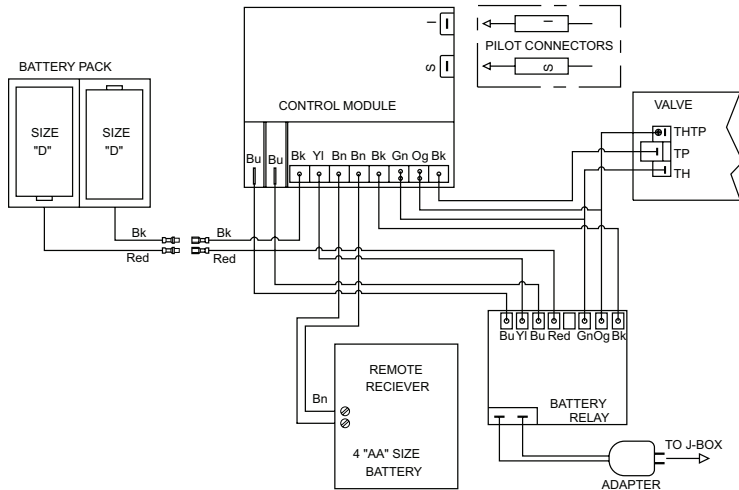 I
S
CONTROL MODULE
Bu
Bu
Bk
Yl
Bn
Bn
Bk
Gn
Og
Bk
I
PILOT CONNECTORS
S
BATTERY PACK
SIZE
"D"
SIZE
"D"
Bk
Red
Bk
Red
VALVE
THTP
TP
TH
Bu
Yl
Bu
Red
Gn
Og
Bk
BATTERY
RELAY
REMOTE
RECIEVER
Bn
4 "AA" SIZE
BATTERY
TO J-BOX
ADAPTER